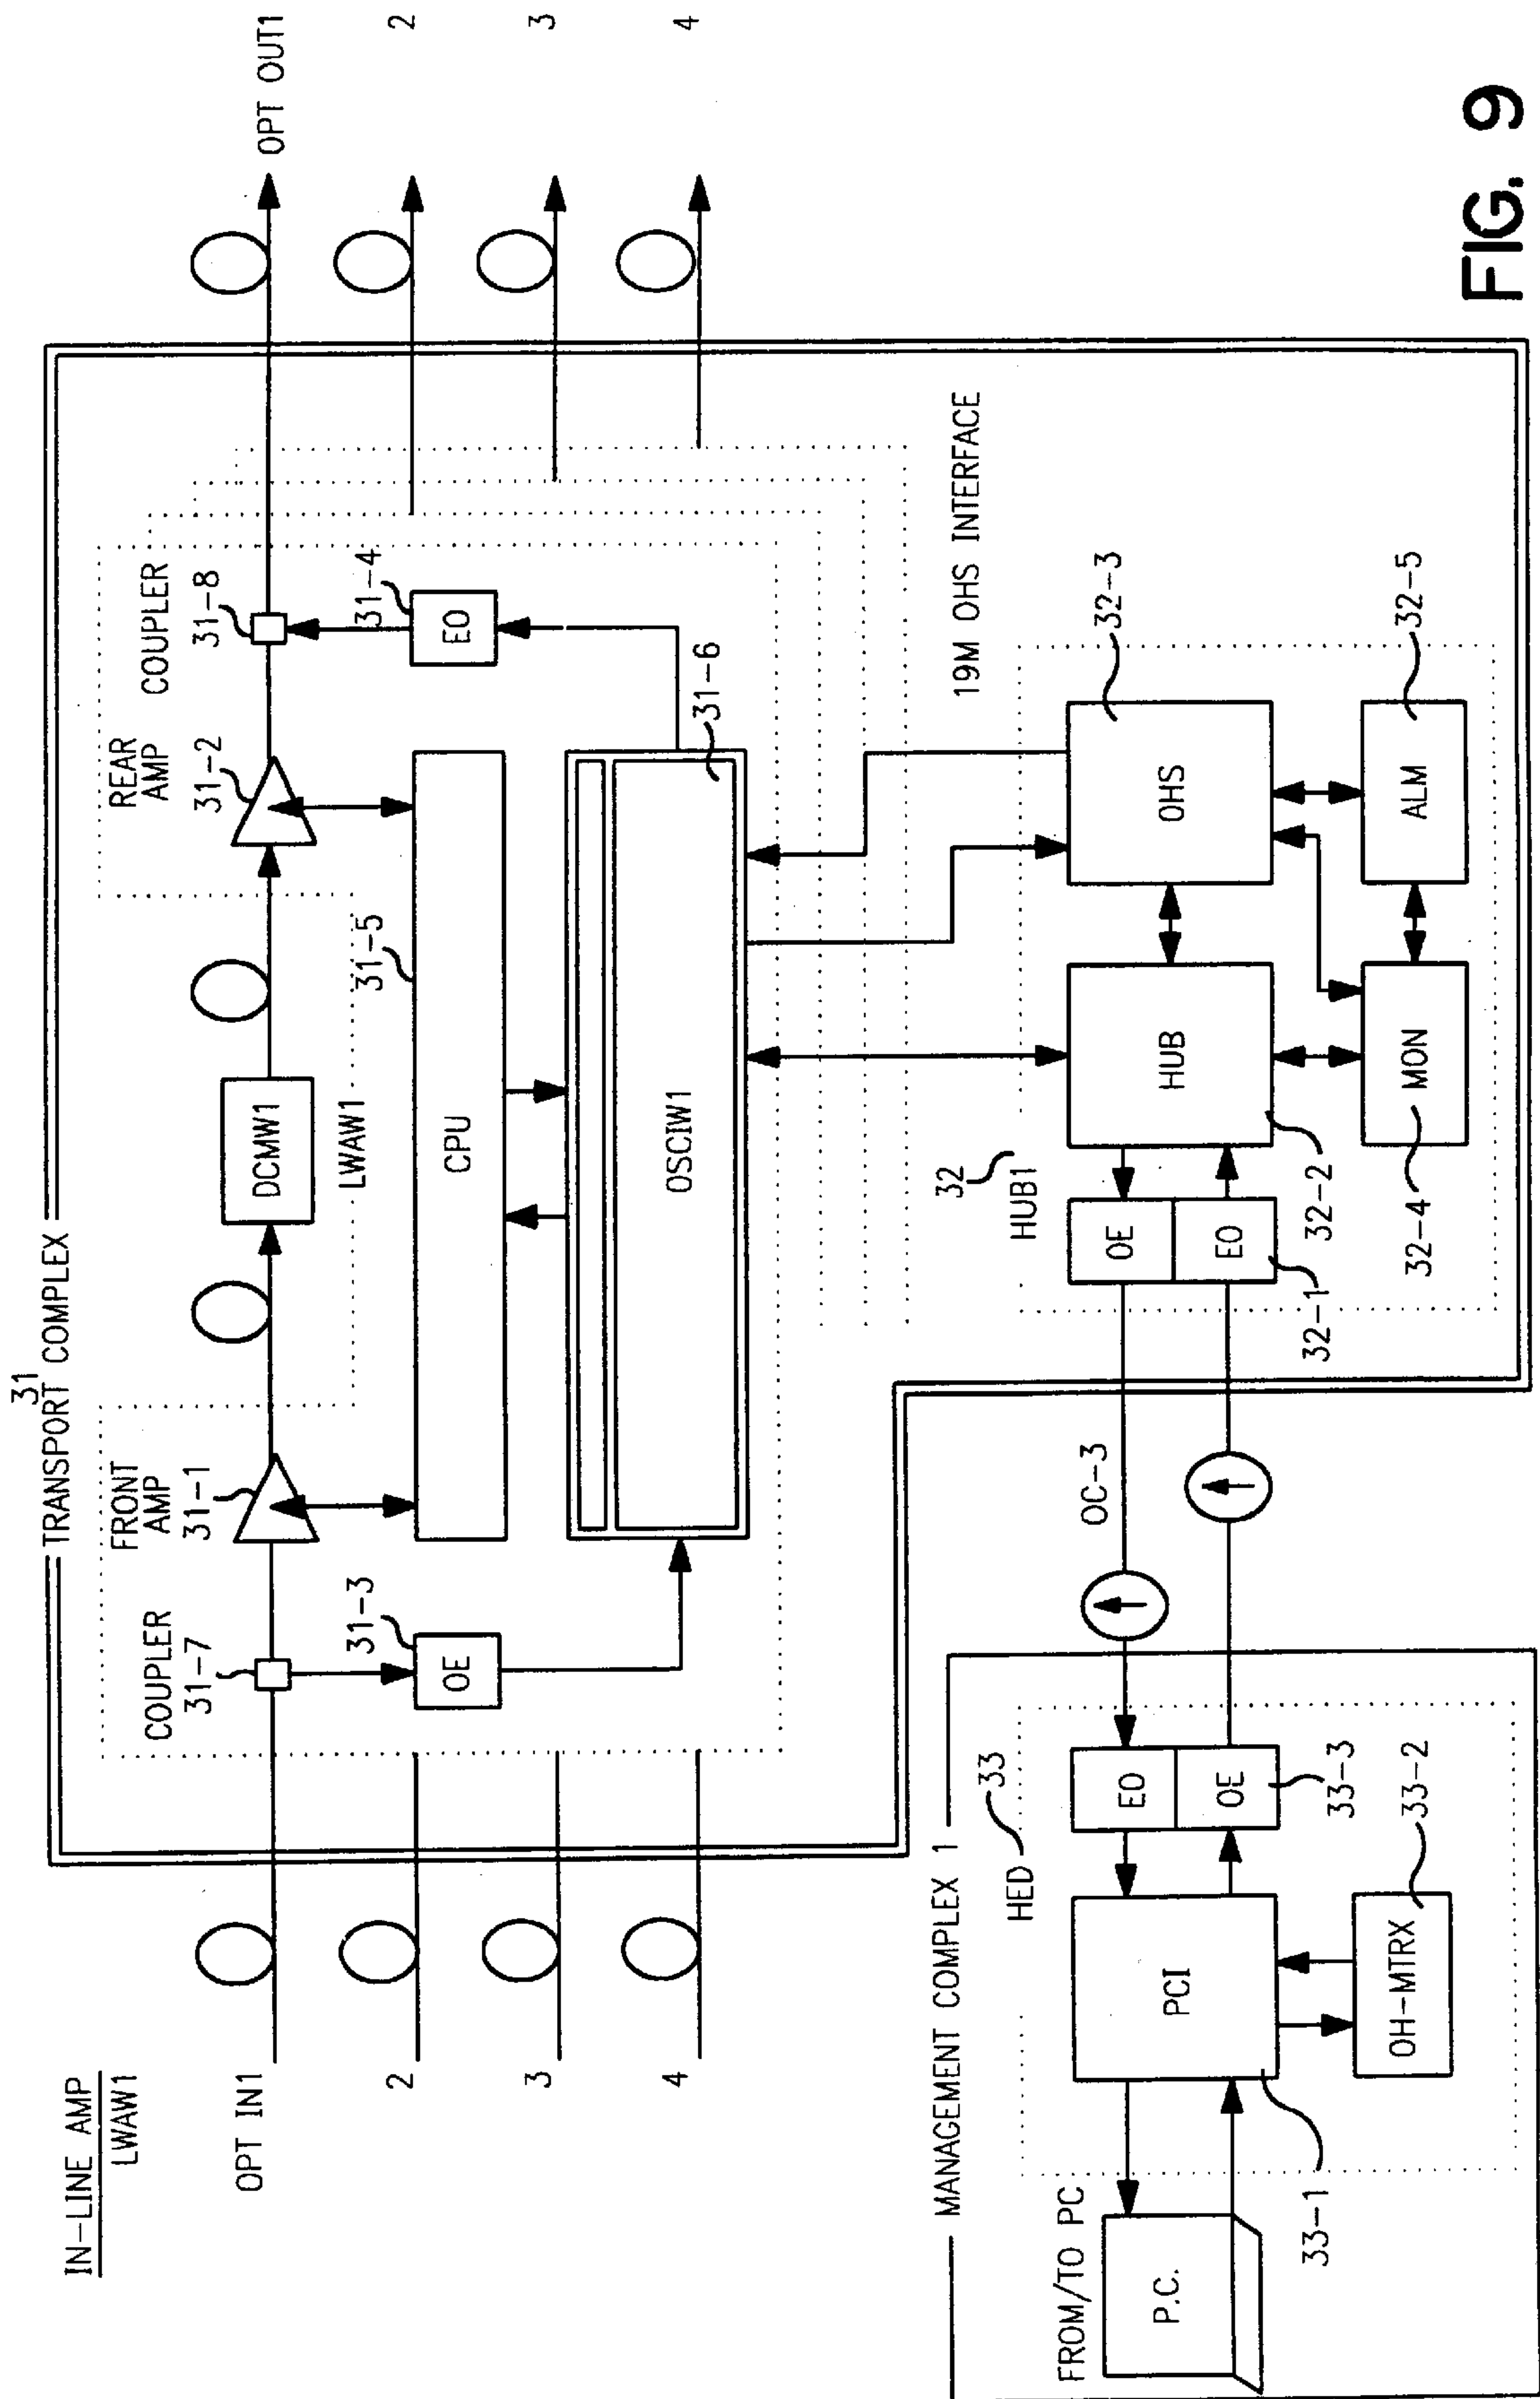 IN-LINE AMP
LWAW1
31
TRANSPORT COMPLEX
OPT IN1
2
3
4
COUPLER
31-7
FRONT
AMP
31-1
DCMW1
LWAW1
REAR
AMP
31-2
COUPLER
31-8
OPT OUT1
2
3
4
31-3
OE
31-5
CPU
31-4
EO
OSCIW1
31-6
19M OHS INTERFACE
MANAGEMENT COMPLEX 1
FROM/TO PC
P.C.
HED
33
PCI
33-1
EO
OE
33-3
OH-MTRX
33-2
OC-3
32
HUB1
OE
EO
32-1
HUB
32-2
OHS
32-3
MON
32-4
ALM
32-5
FIG. 9